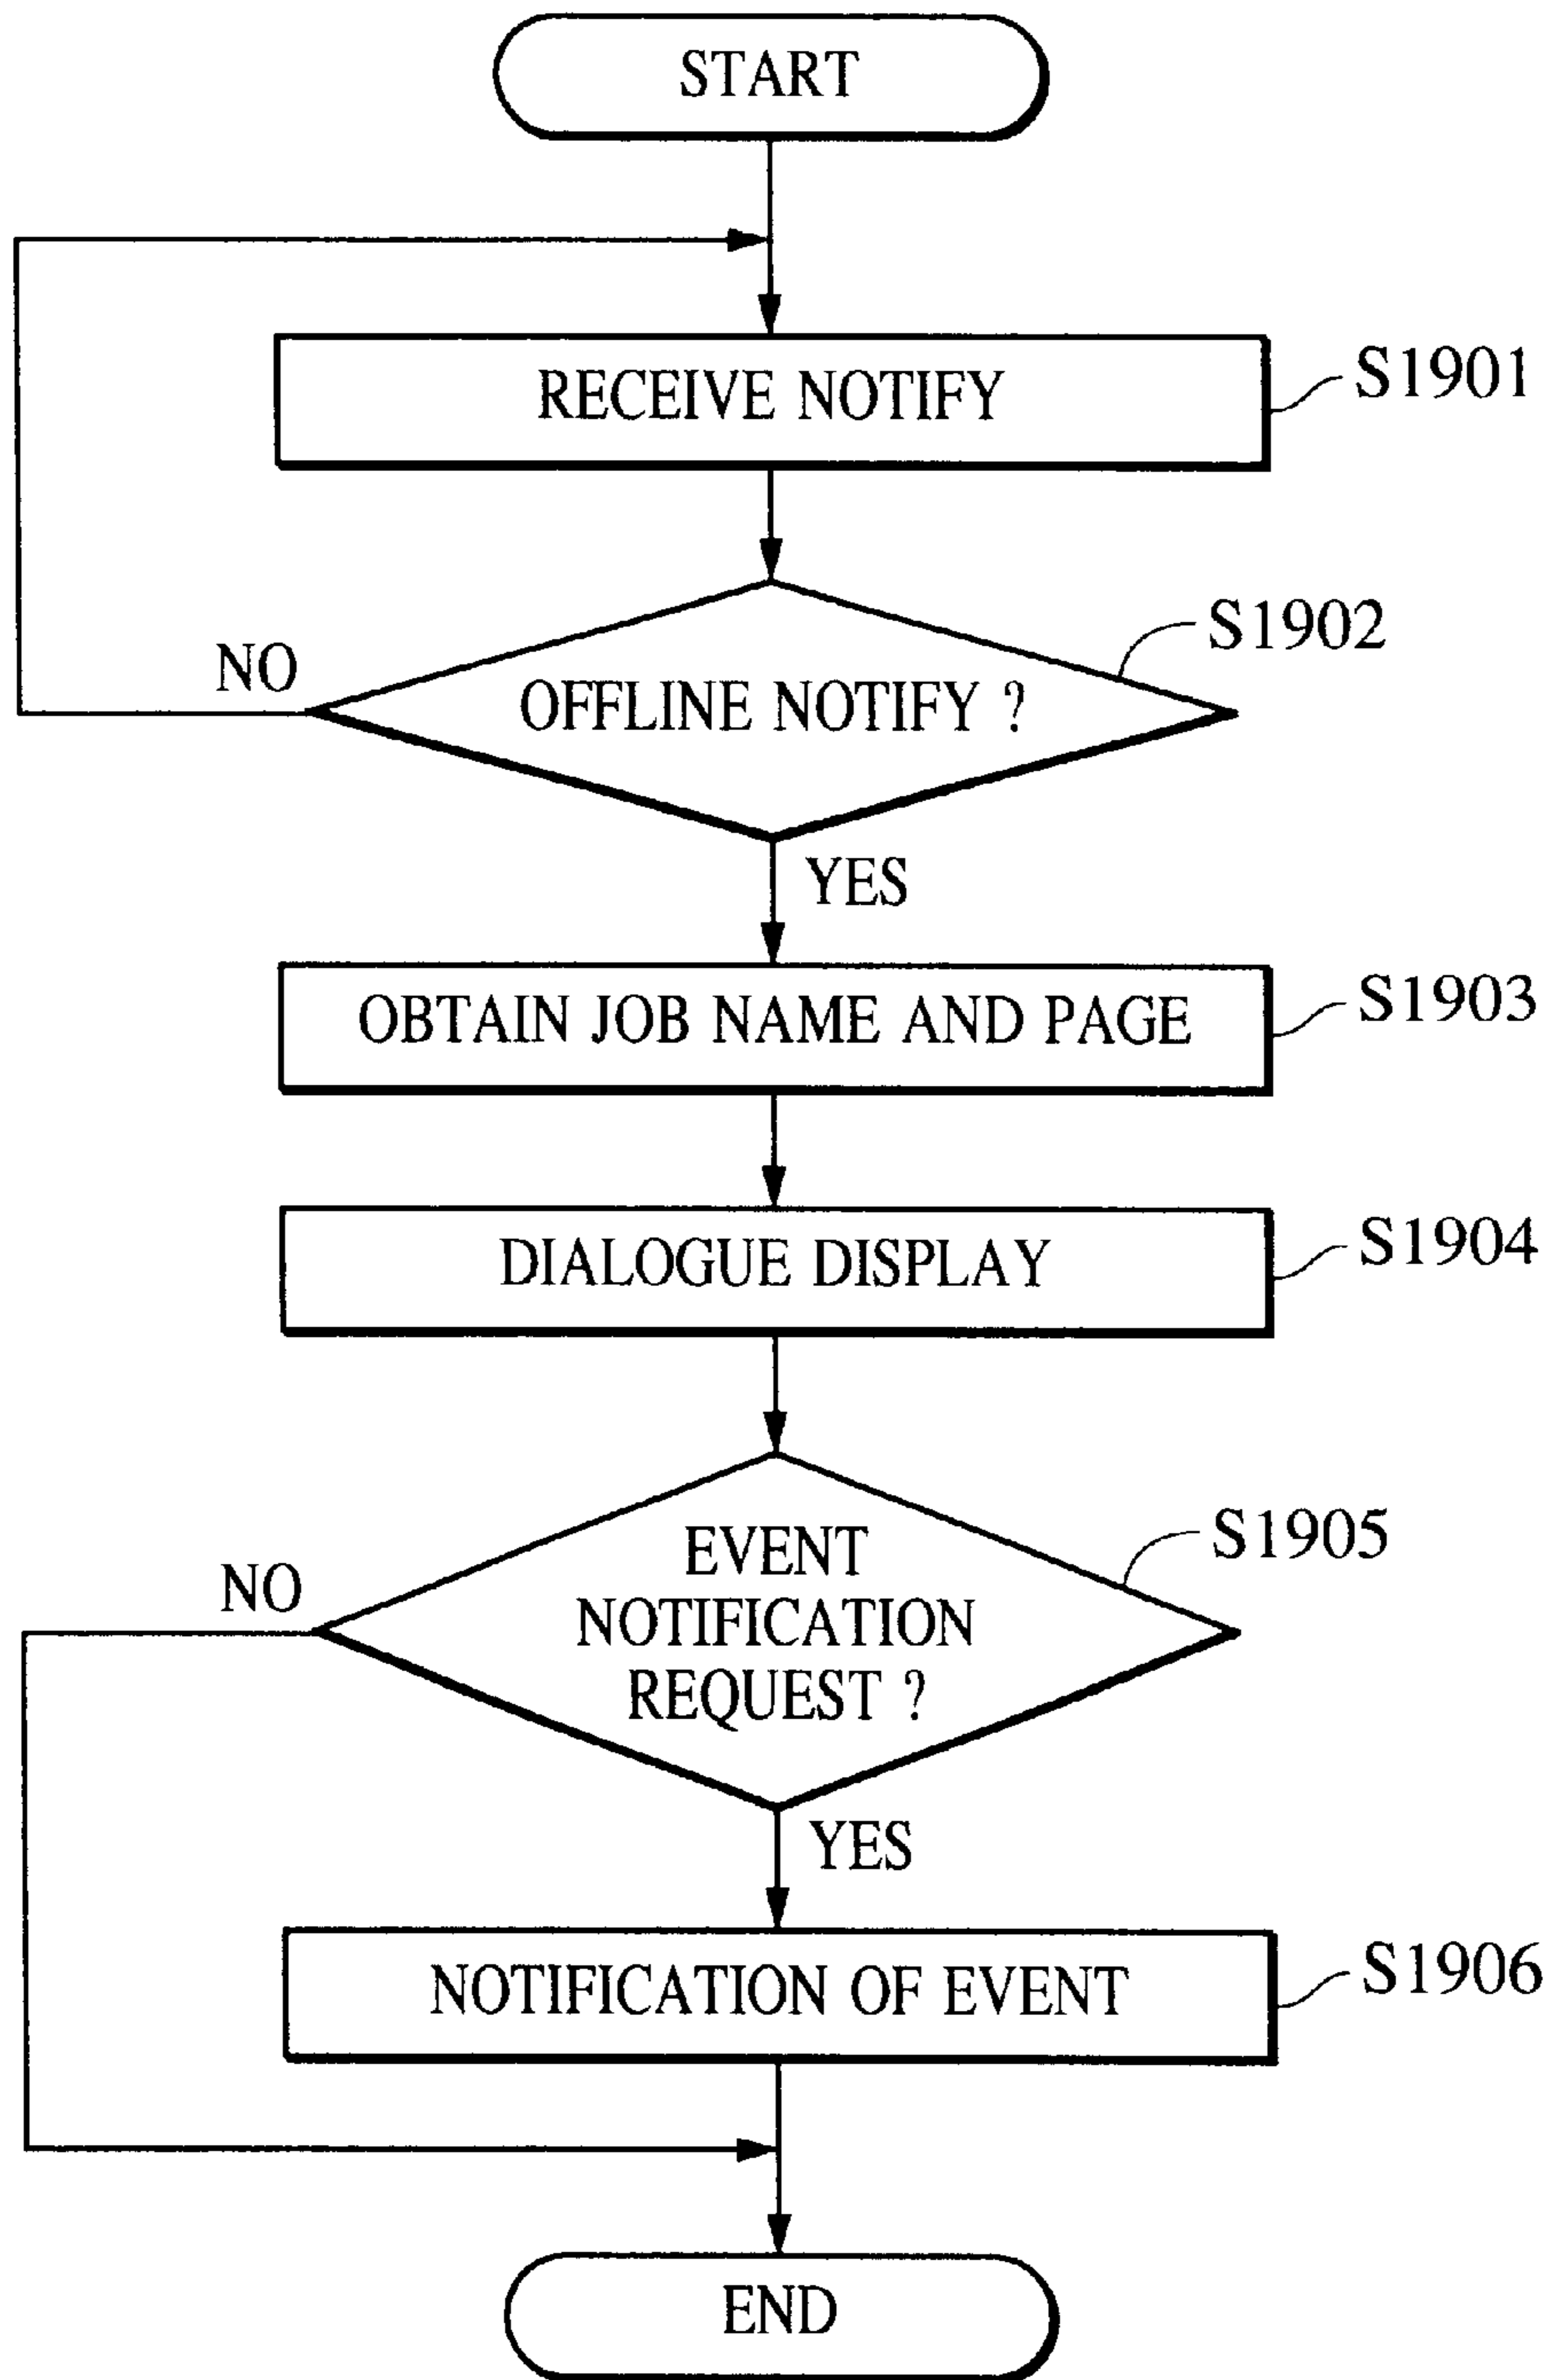 START
RECEIVE NOTIFY
S1901
S1902
NO
OFFLINE NOTIFY ?
YES
OBTAIN JOB NAME AND PAGE
S1903
DIALOGUE DISPLAY
S1904
S1905
NO
EVENT
NOTIFICATION
REQUEST ?
YES
NOTIFICATION OF EVENT
S1906
END